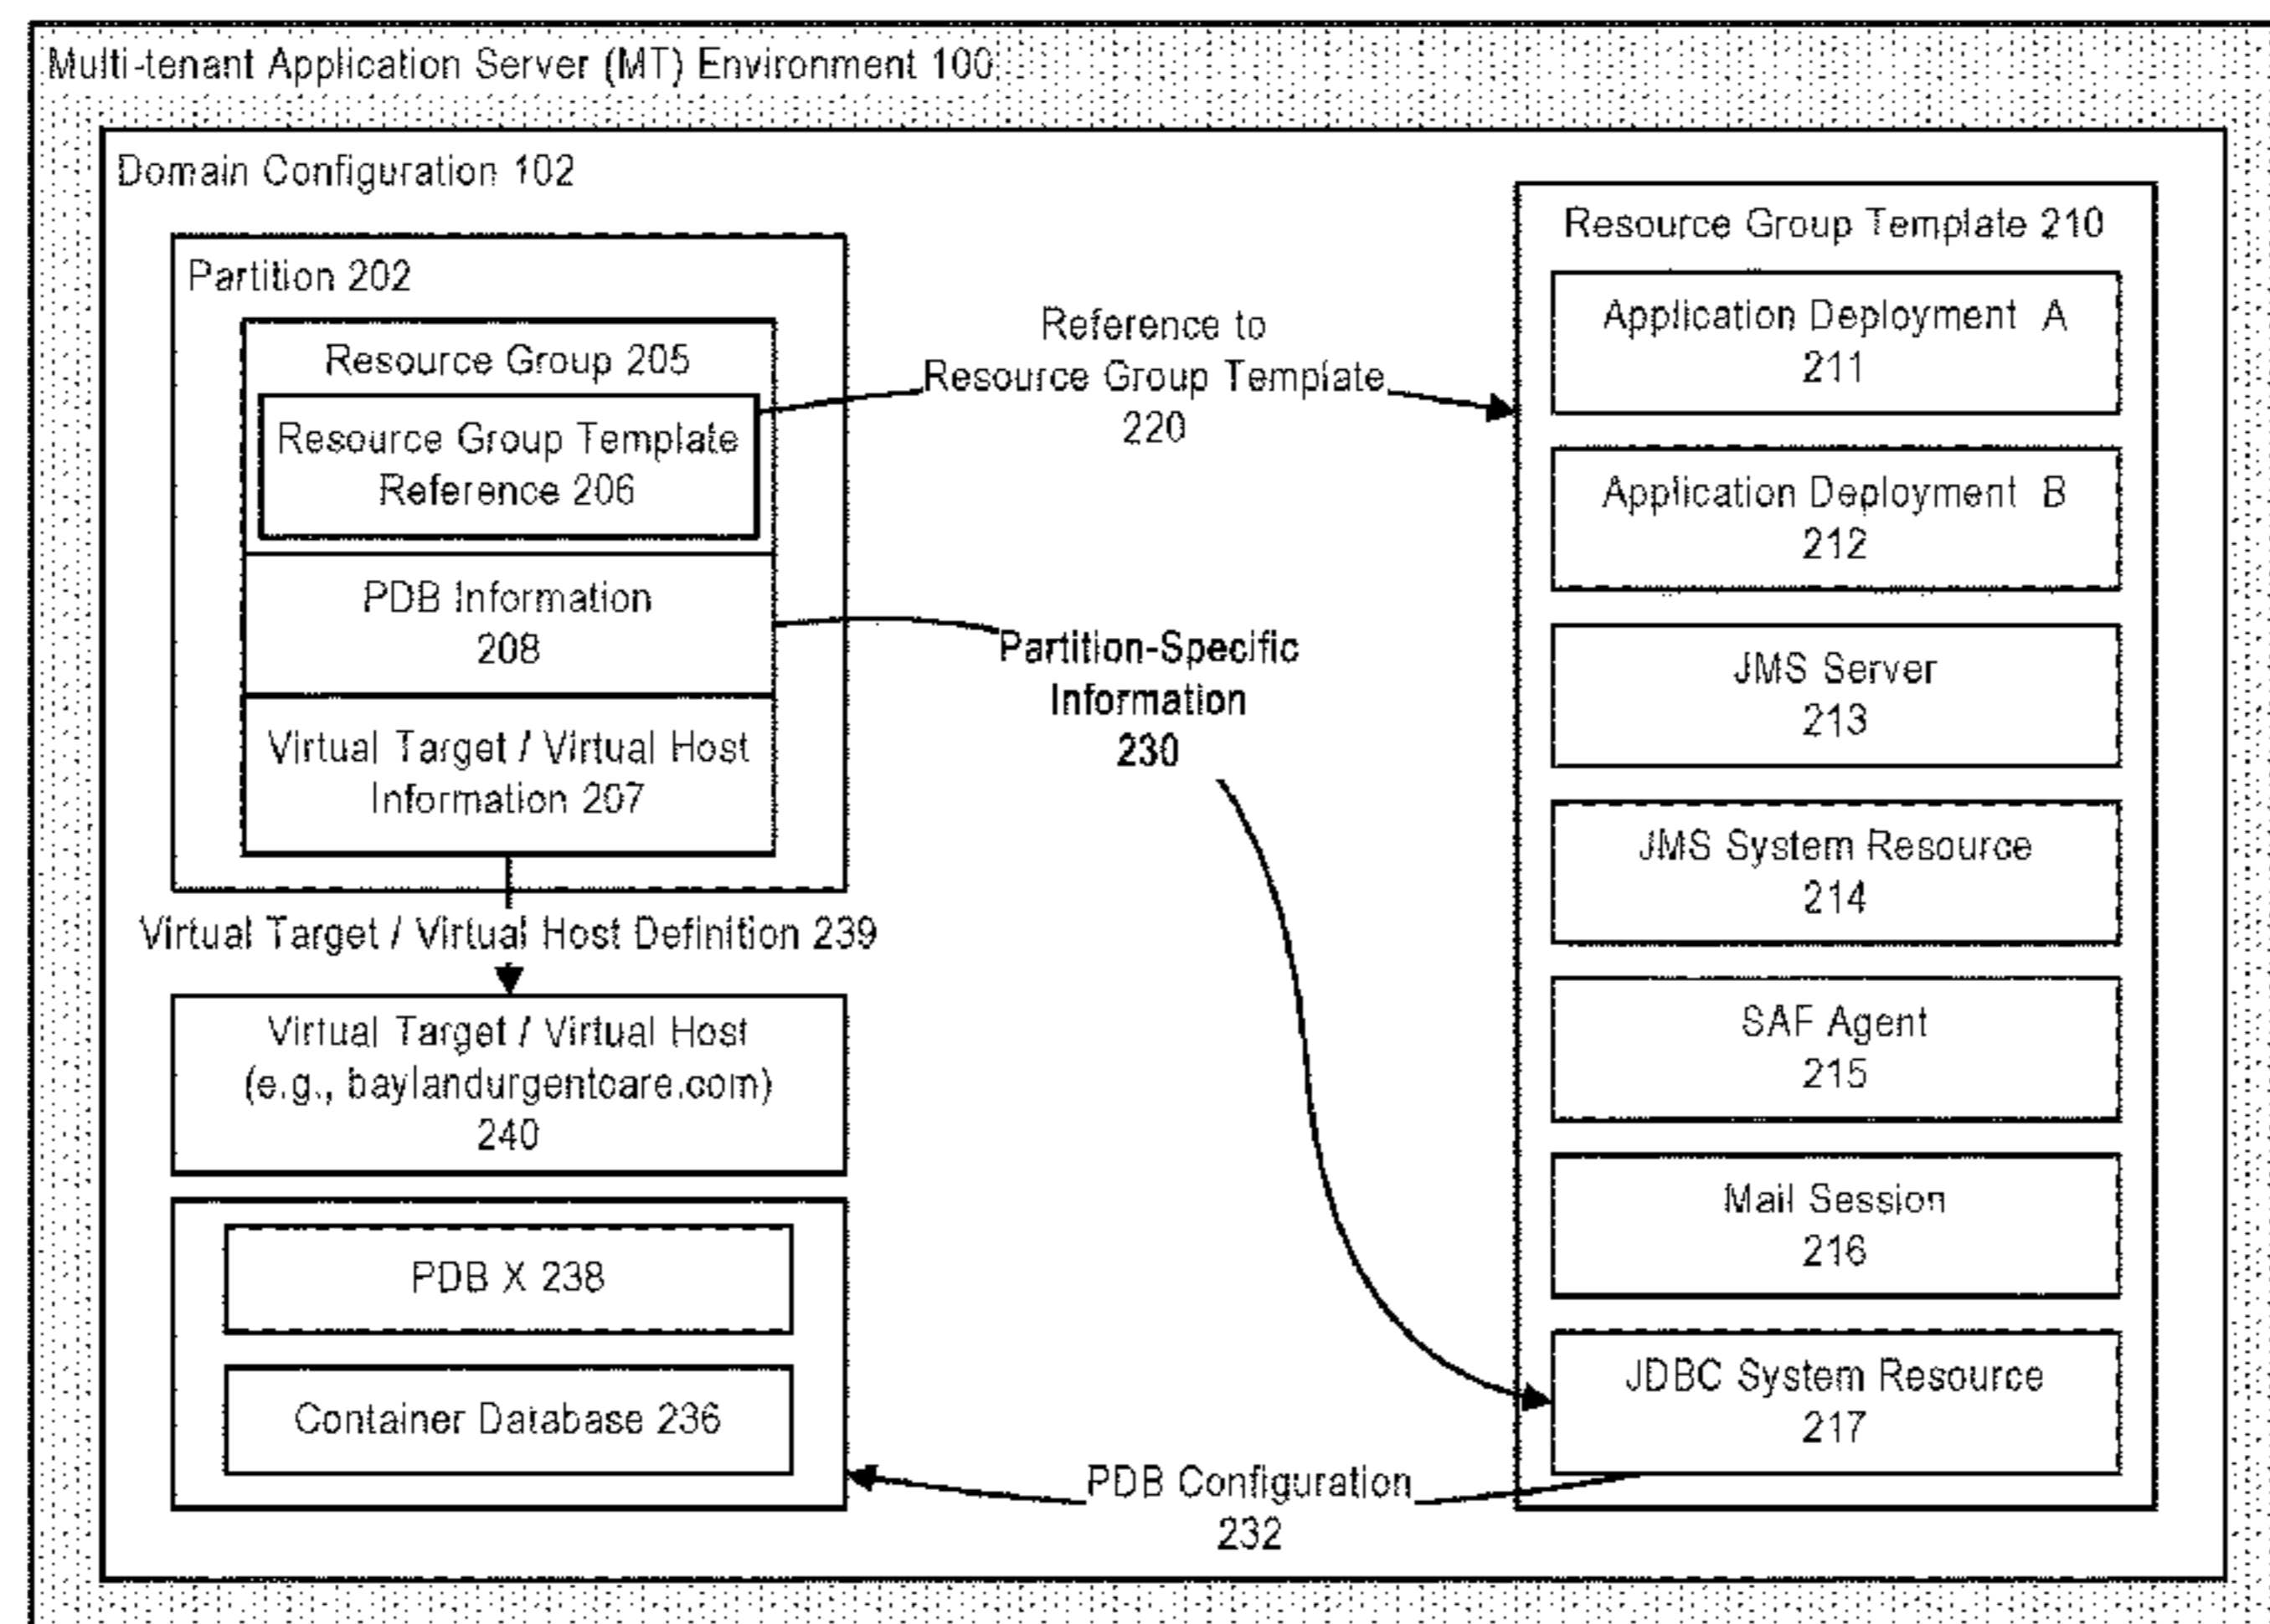 Multi-tenant Application Server (MT) Environment 100
Domain Configuration 102
Partition 202
Resource Group 205
Resource Group Template
Reference 206
PDB Information
208
Virtual Target / Virtual Host
Information 207
Virtual Target / Virtual Host Definition 239
Virtual Target / Virtual Host
(e.g., baylandurgentcare.com)
240
PDB X 238
Container Database 236
Reference to
Resource Group Template
220
Partition-Specific
Information
230
PDB Configuration
232
Resource Group Template 210
Application Deployment A
211
Application Deployment B
212
JMS Server
213
JMS System Resource
214
SAF Agent
215
Mail Session
216
JDBC System Resource
217